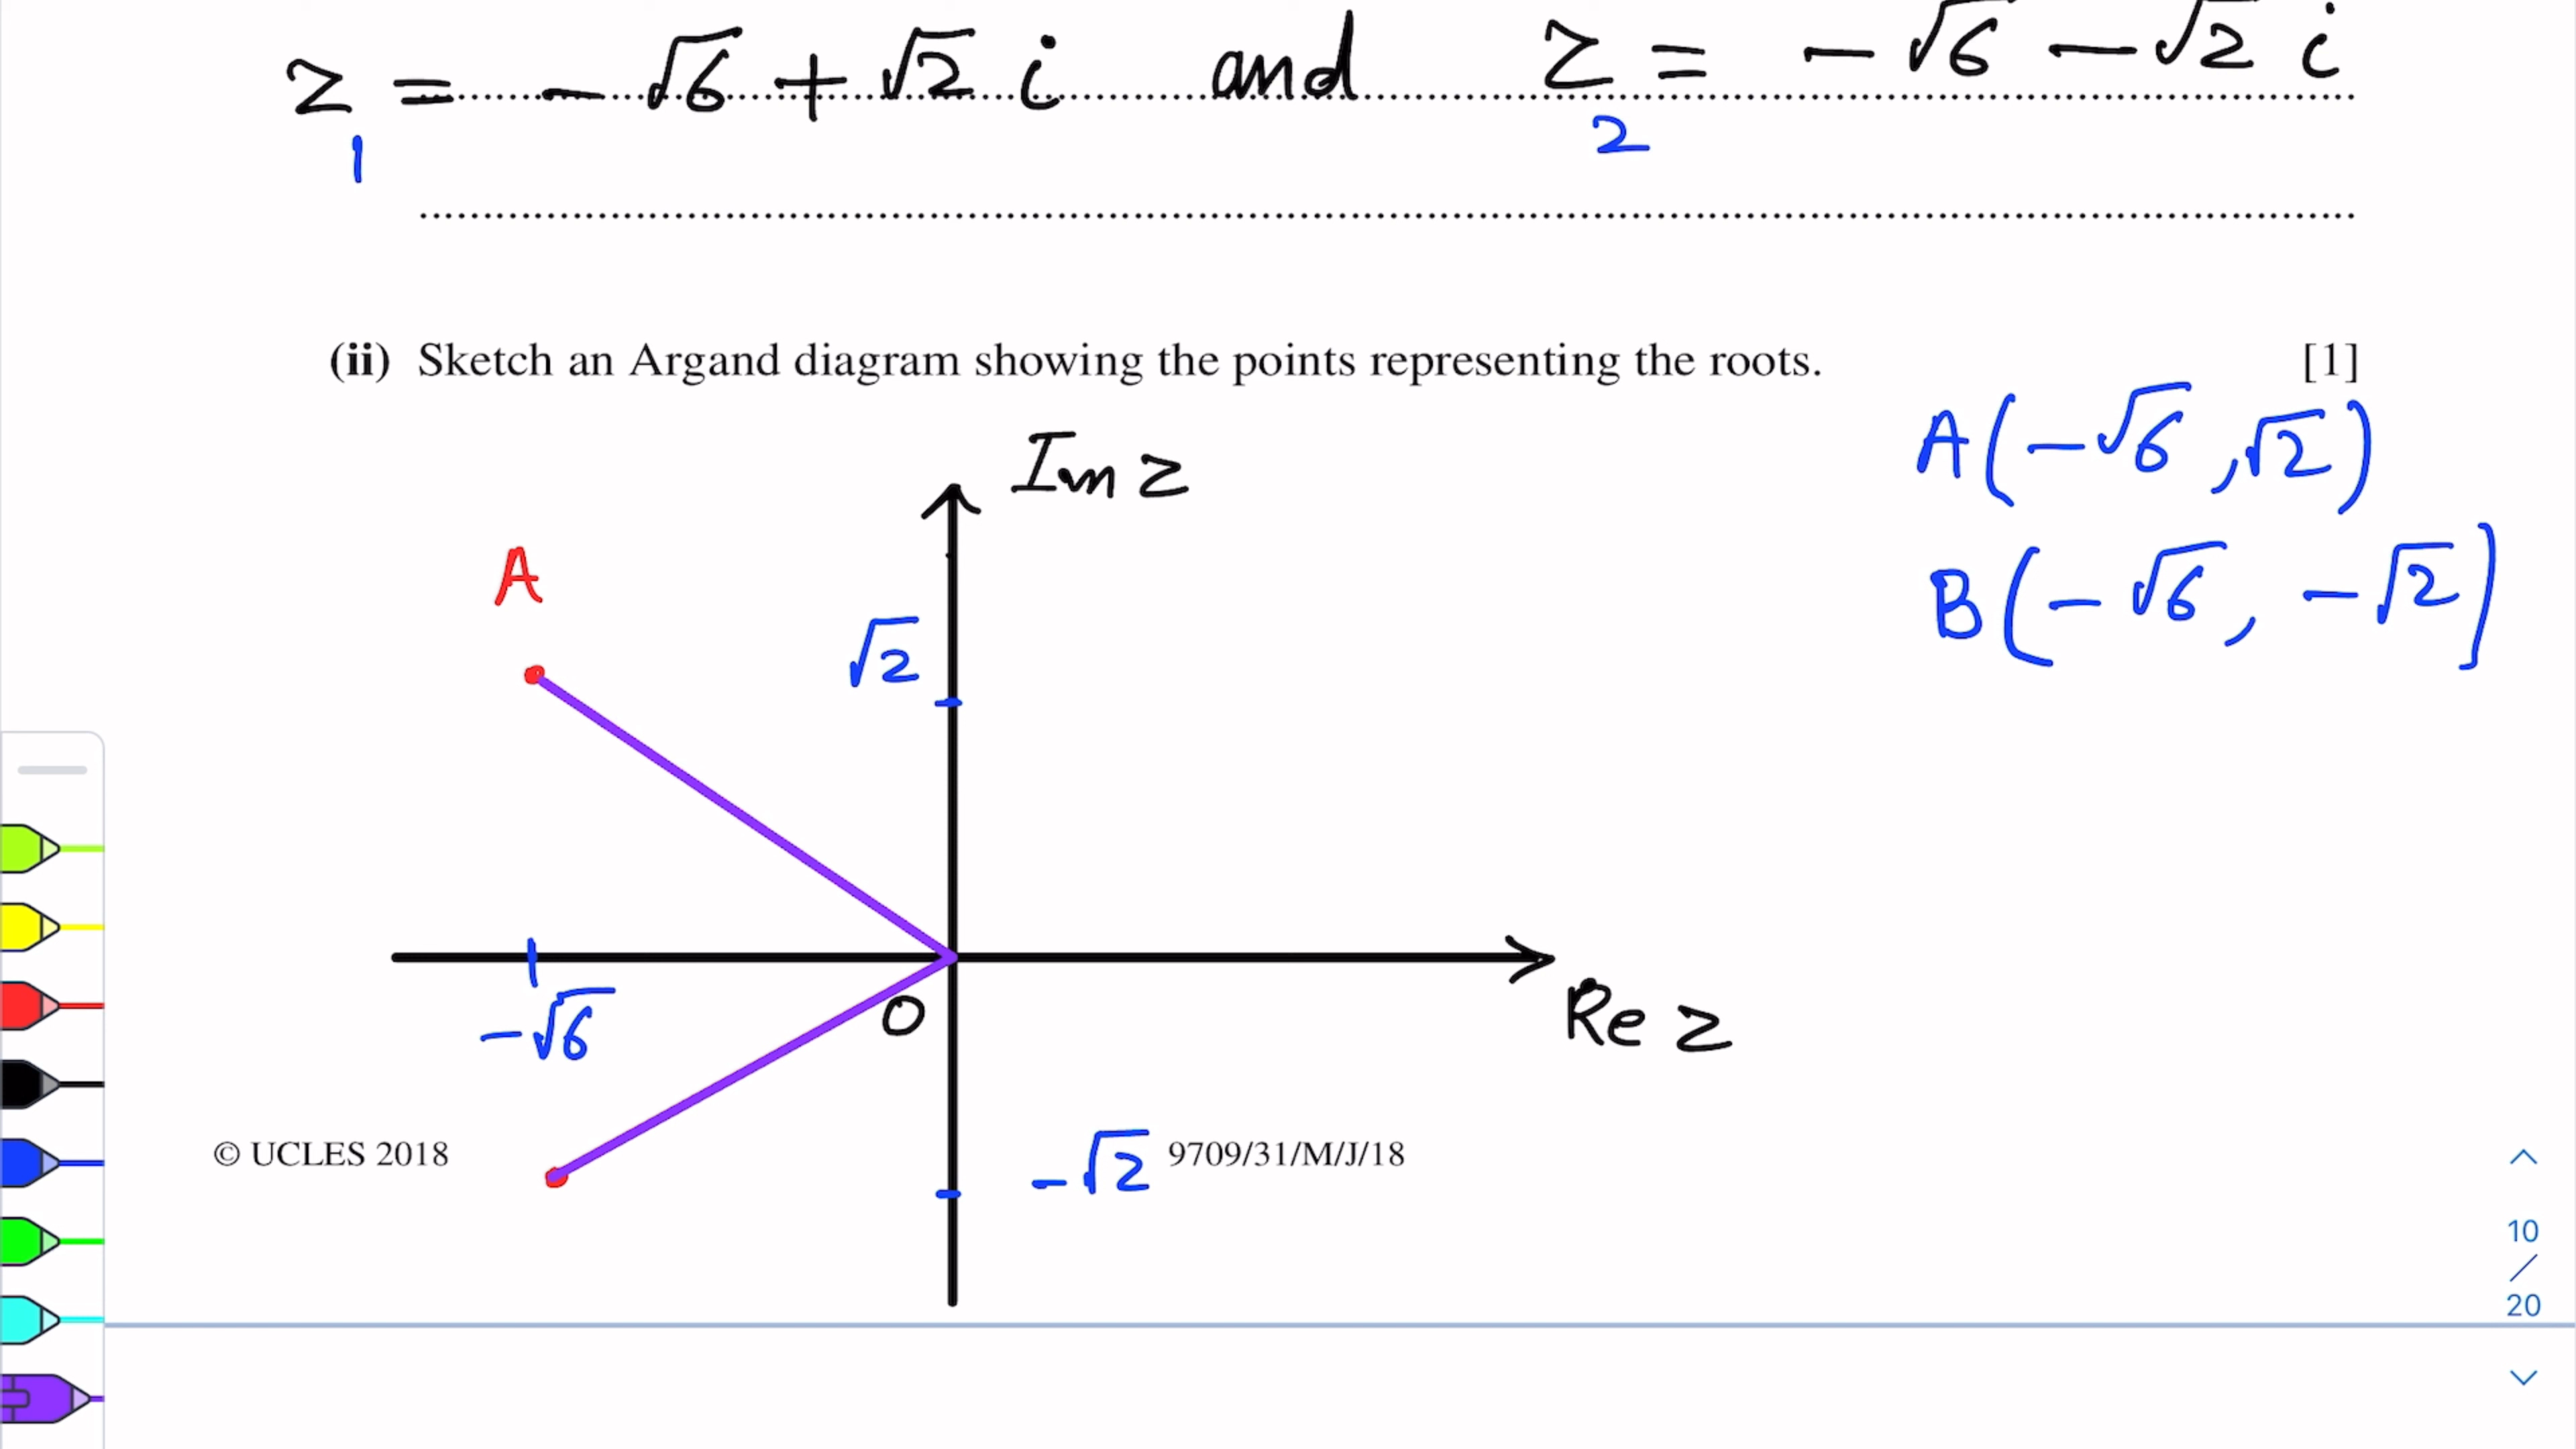 z₁ = -√6 + √2 i and z₂ = -√6 - √2 i
(ii) Sketch an Argand diagram showing the points representing the roots. [1]
A(-√6, √2)
Im z
B(-√6, -√2)
A
√2
O
-√6
Re z
© UCLES 2018
-√2
9709/31/M/J/18
10
/
20